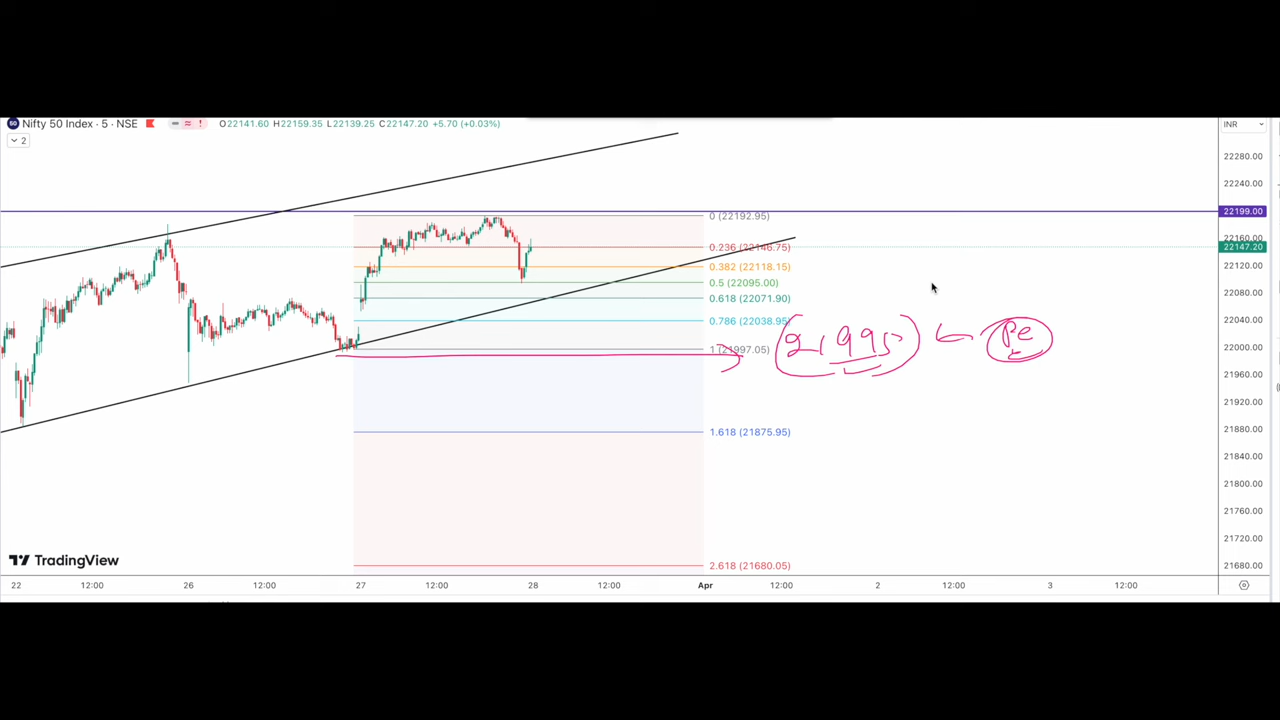 50 Nifty 50 Index · 5 · NSE O22141.60 H22159.35 L22139.25 C22147.20 +5.70 (+0.03%) INR
2
22280.00
22240.00
22199.00
0 (22192.95)
22160.00
0.236 (22146.75) 22147.20
0.382 (22118.15) 22120.00
0.5 (22095.00)
22080.00
0.618 (22071.90)
0.786 (22038.95) 22040.00
21,995 ← Pe
1 (21997.05) 22000.00
21960.00
21920.00
1.618 (21875.95) 21880.00
21840.00
21800.00
21760.00
21720.00
TradingView
2.618 (21680.05) 21680.00
22 12:00 26 12:00 27 12:00 28 12:00 Apr 12:00 2 12:00 3 12:00